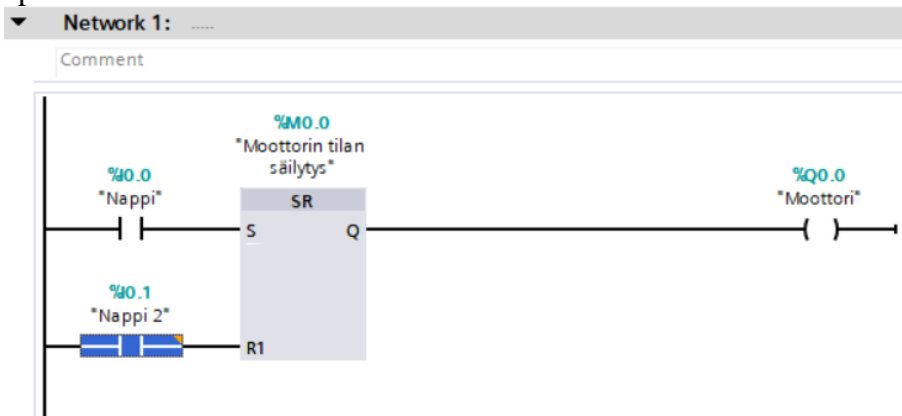 Network 1: .....
Comment
%M0.0
"Moottorin tilan
säilytys"
%I0.0
"Nappi"
SR
%Q0.0
"Moottori"
S Q
%I0.1
"Nappi 2"
R1